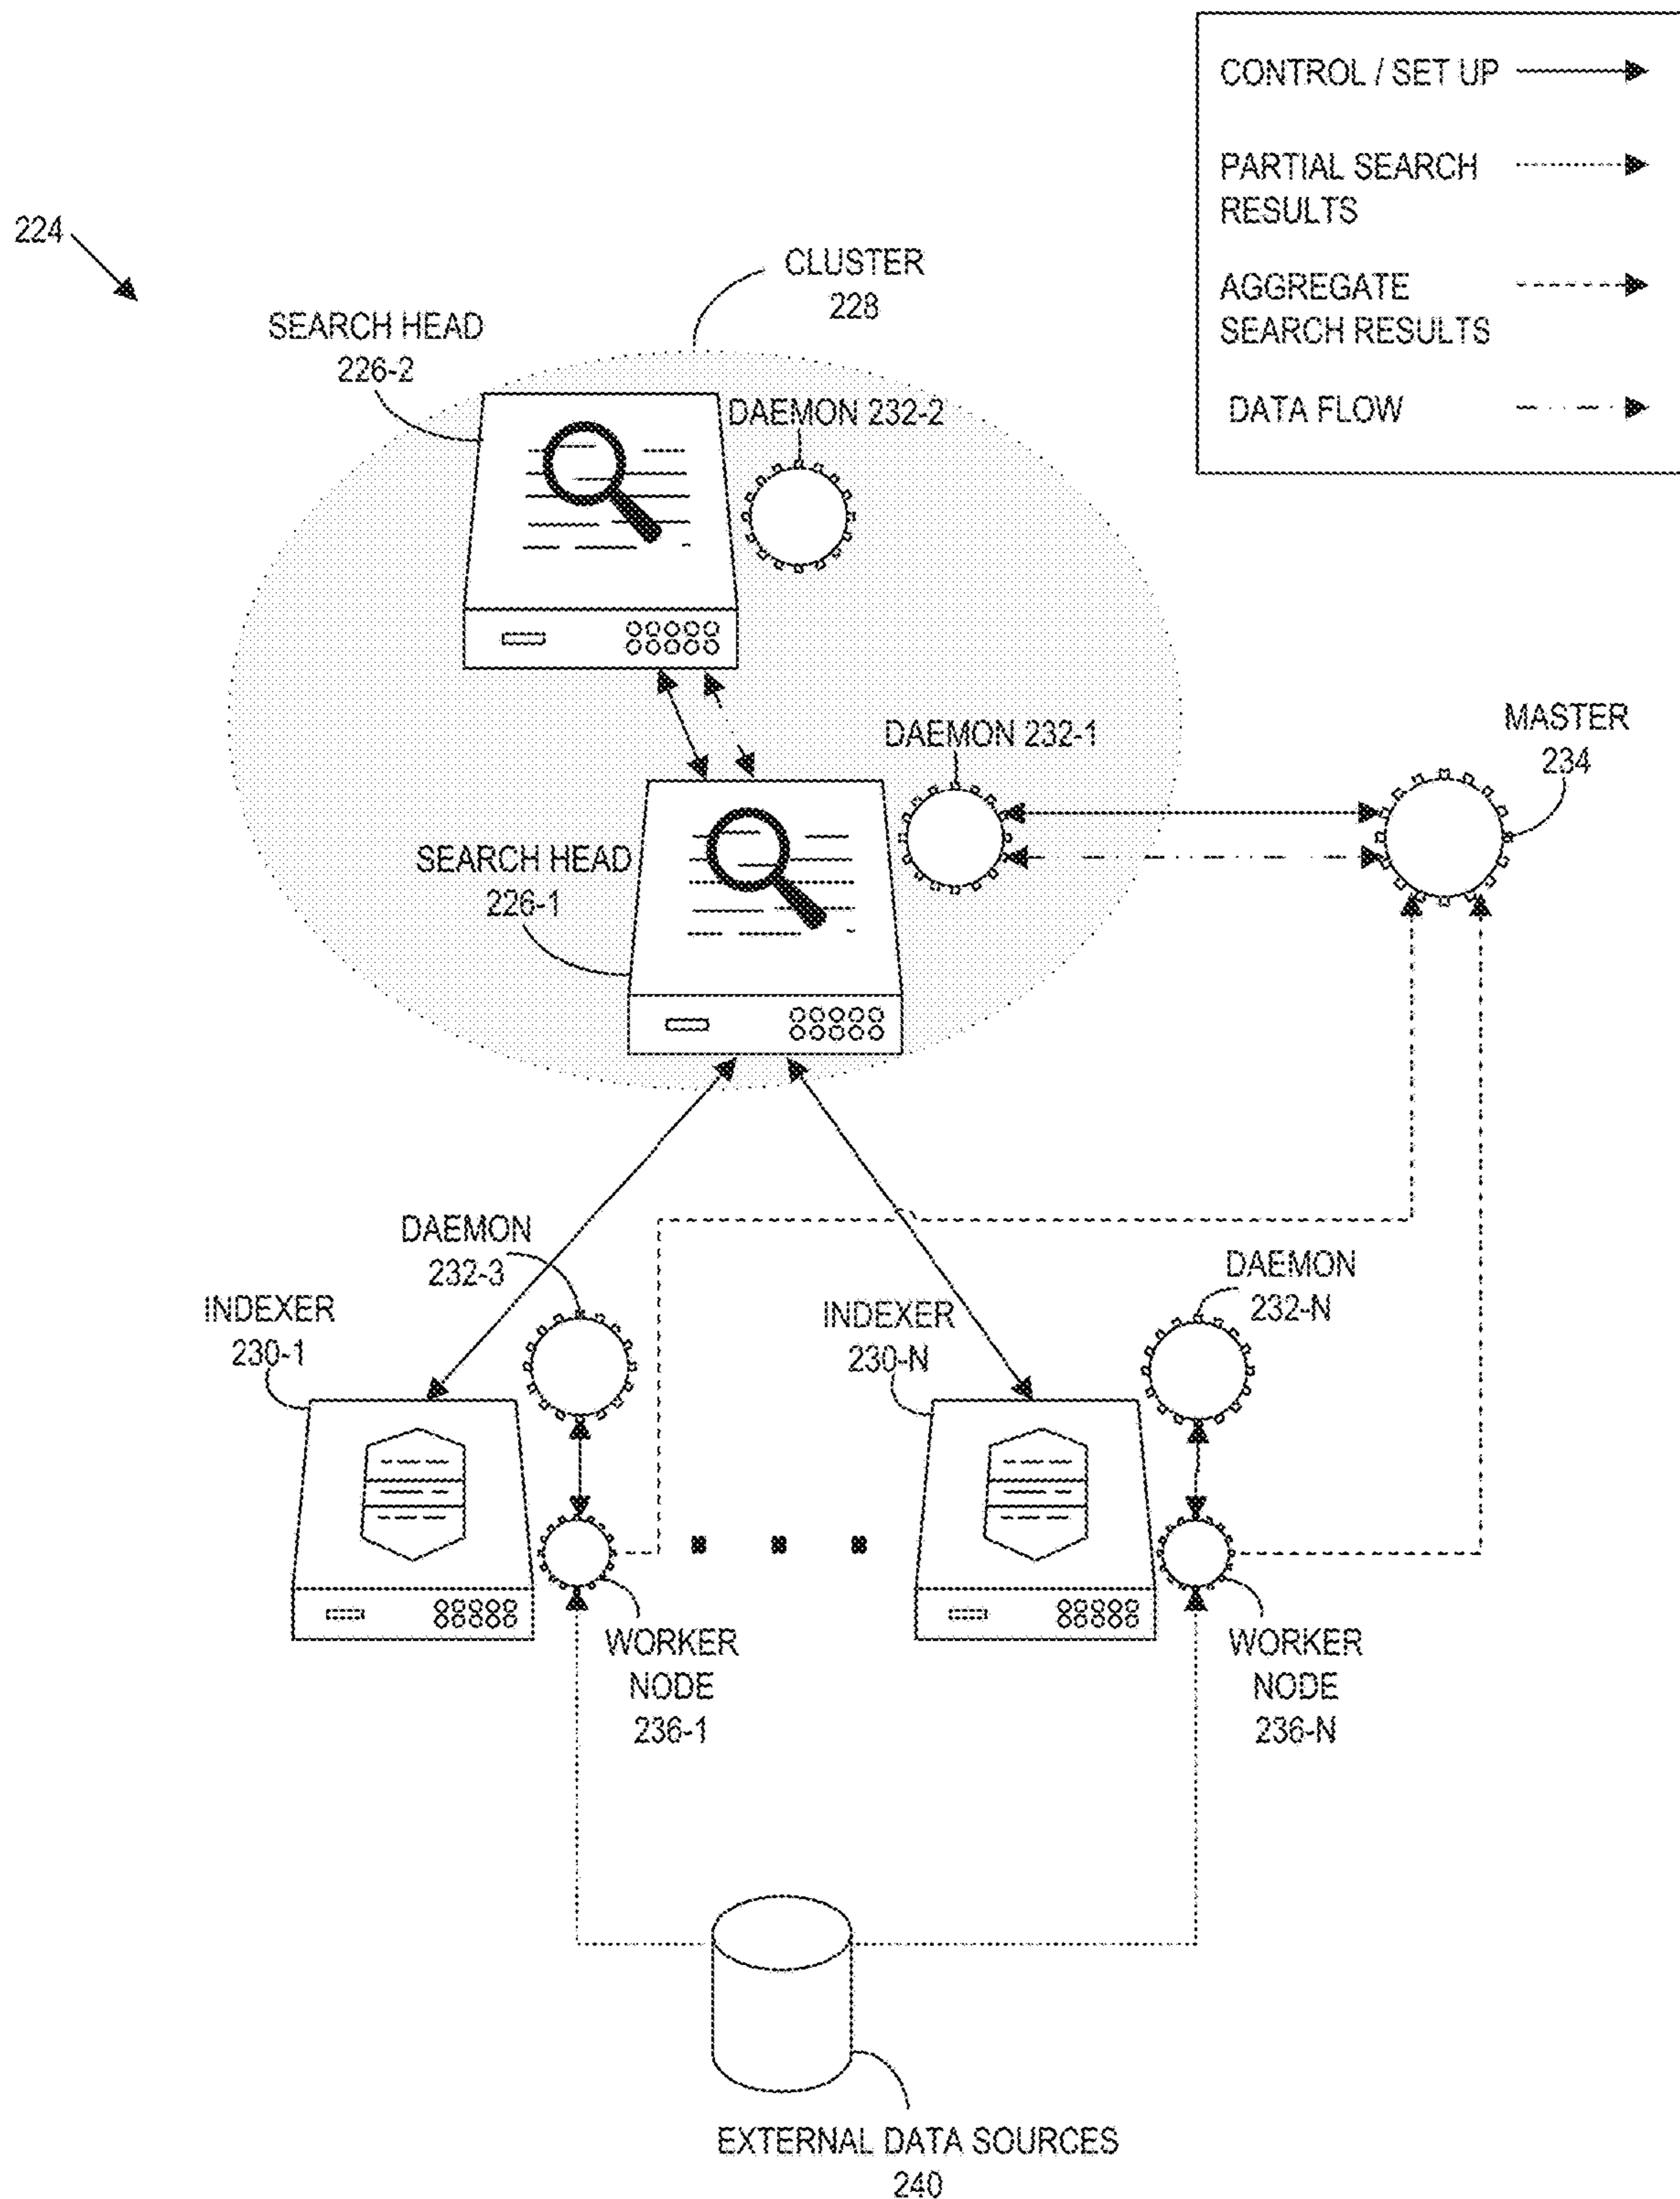 CONTROL / SET UP
PARTIAL SEARCH
RESULTS
AGGREGATE
SEARCH RESULTS
DATA FLOW
224
CLUSTER
228
SEARCH HEAD
226-2
DAEMON 232-2
DAEMON 232-1
MASTER
234
SEARCH HEAD
226-1
DAEMON
232-3
INDEXER
230-1
INDEXER
230-N
DAEMON
232-N
WORKER
NODE
236-1
WORKER
NODE
236-N
EXTERNAL DATA SOURCES
240